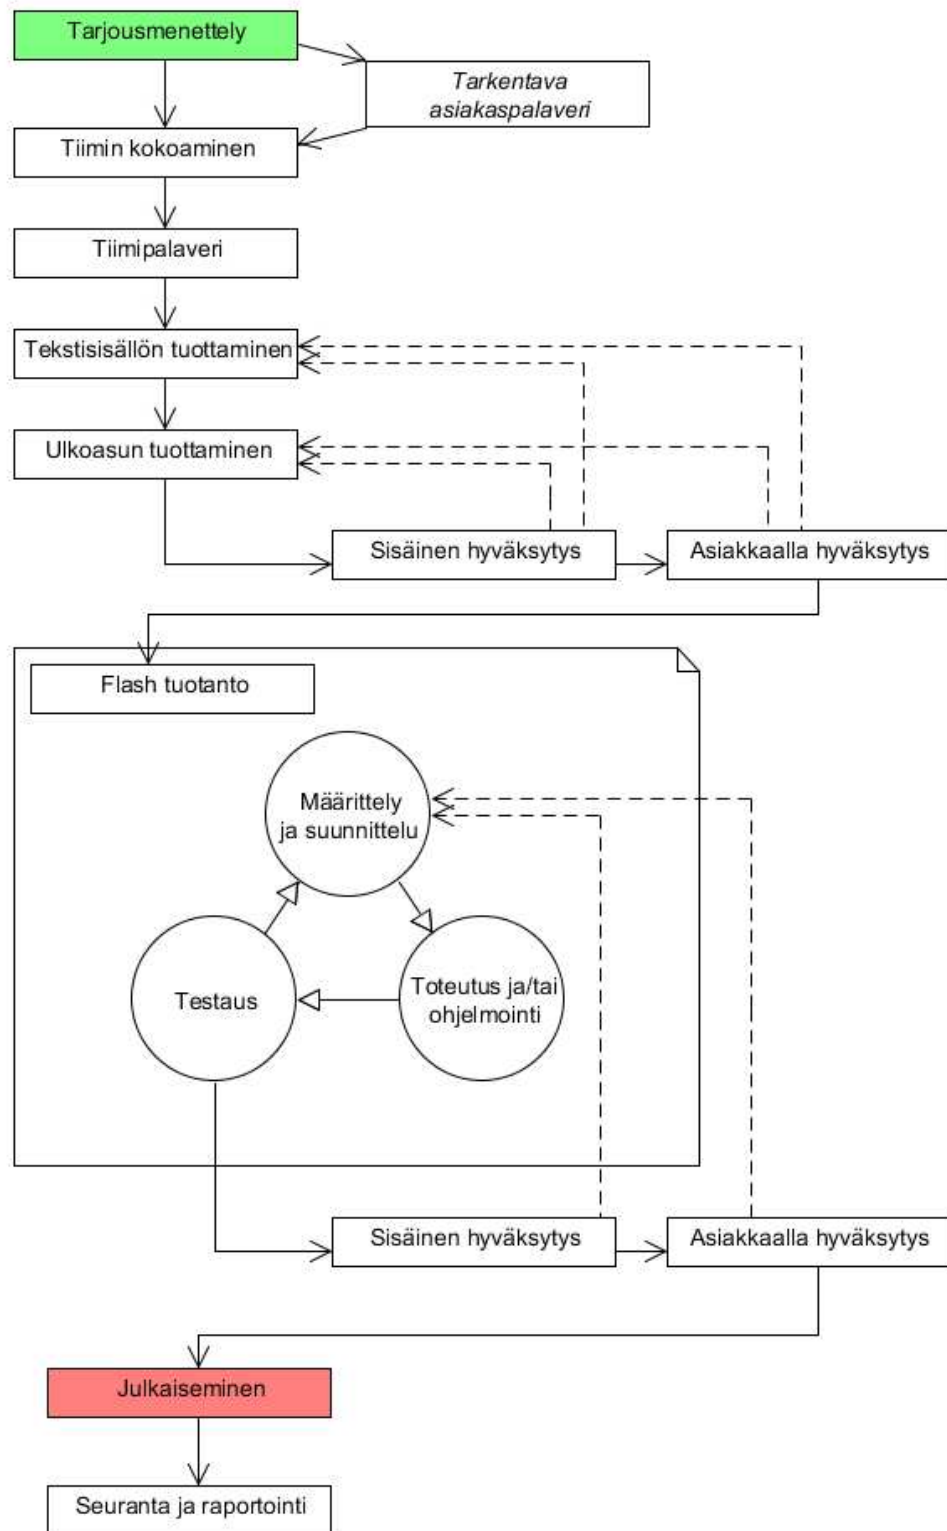 Tarjousmenettely
Tarkentava
asiakaspalaveri
Tiimin kokoaminen
Tiimipalaveri
Tekstisisällön tuottaminen
Ulkoasun tuottaminen
Sisäinen hyväksytys
Asiakkaalla hyväksytys
Flash tuotanto
Määrittely
ja suunnittelu
Testaus
Toteutus ja/tai
ohjelmointi
Sisäinen hyväksytys
Asiakkaalla hyväksytys
Julkaiseminen
Seuranta ja raportointi